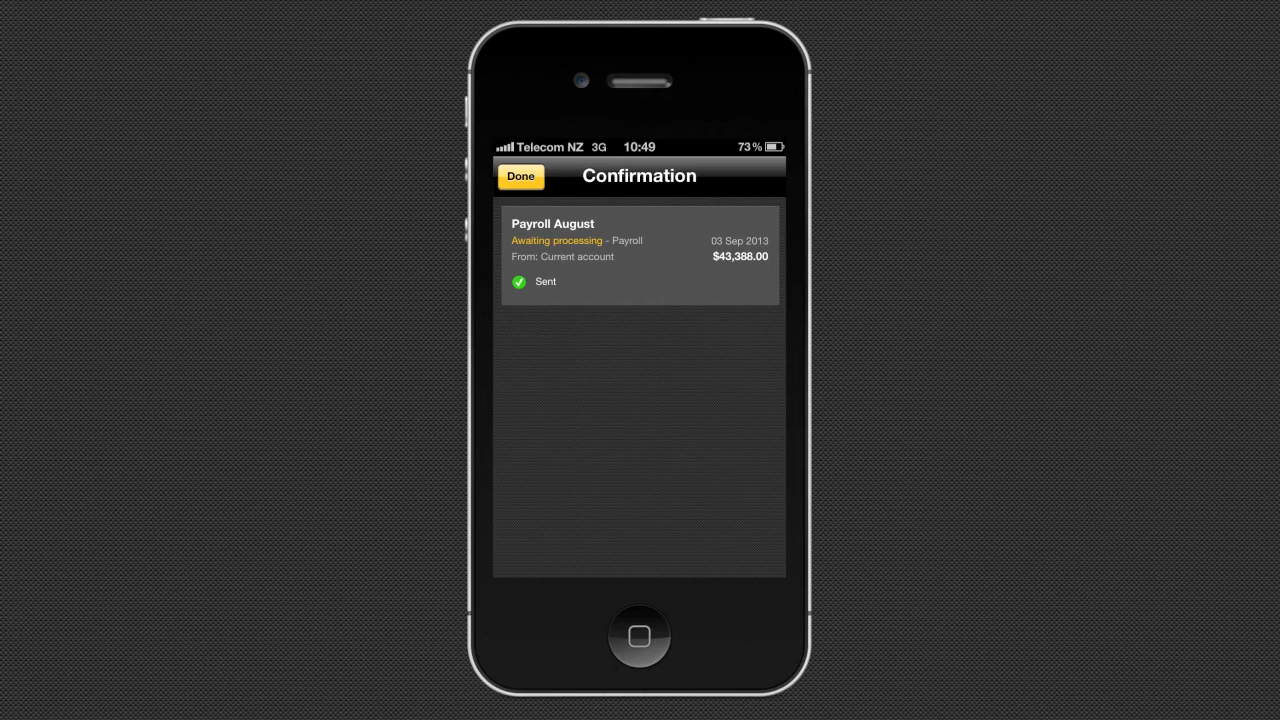 Telecom NZ 3G 10:49 73%
Done Confirmation
Payroll August
Awaiting processing - Payroll 03 Sep 2013
From: Current account $43,388.00
Sent